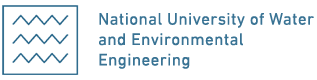 National University of Water
and Environmental
Engineering